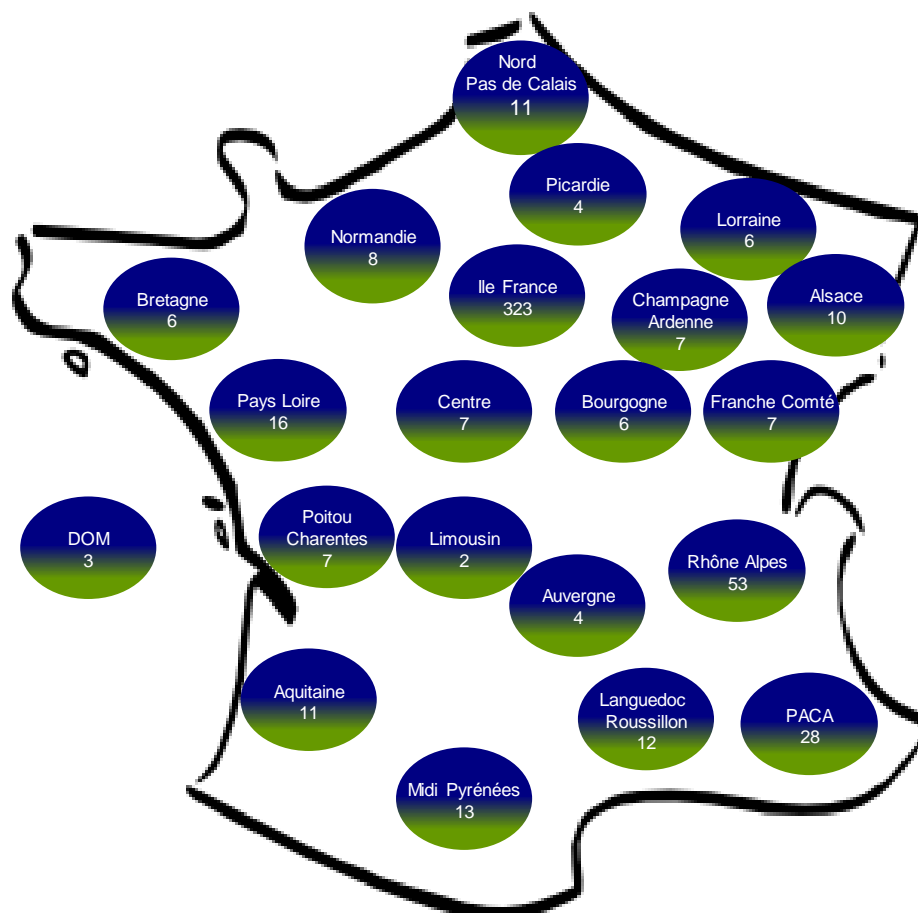 Nord
Pas de Calais
11
Picardie
4
Lorraine
6
Normandie
8
Ile France
323
Champagne
Ardenne
7
Alsace
10
Bretagne
6
Pays Loire
16
Centre
7
Bourgogne
6
Franche Comté
7
DOM
3
Poitou
Charentes
7
Limousin
2
Auvergne
4
Rhône Alpes
53
Aquitaine
11
Languedoc
Roussillon
12
PACA
28
Midi Pyrénées
13